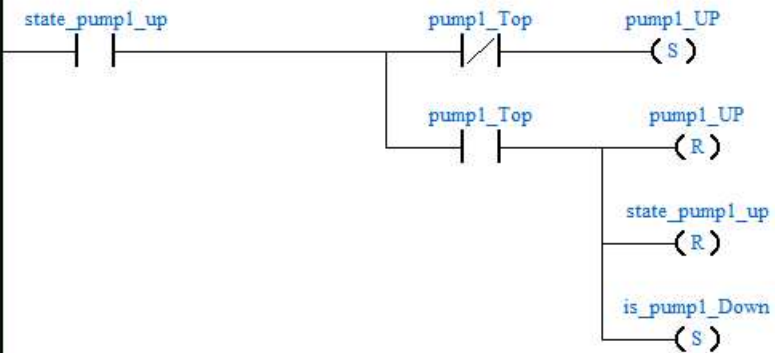 state_pump1_up pump1_Top pump1_UP
S
pump1_Top pump1_UP
R
state_pump1_up
R
is_pump1_Down
S